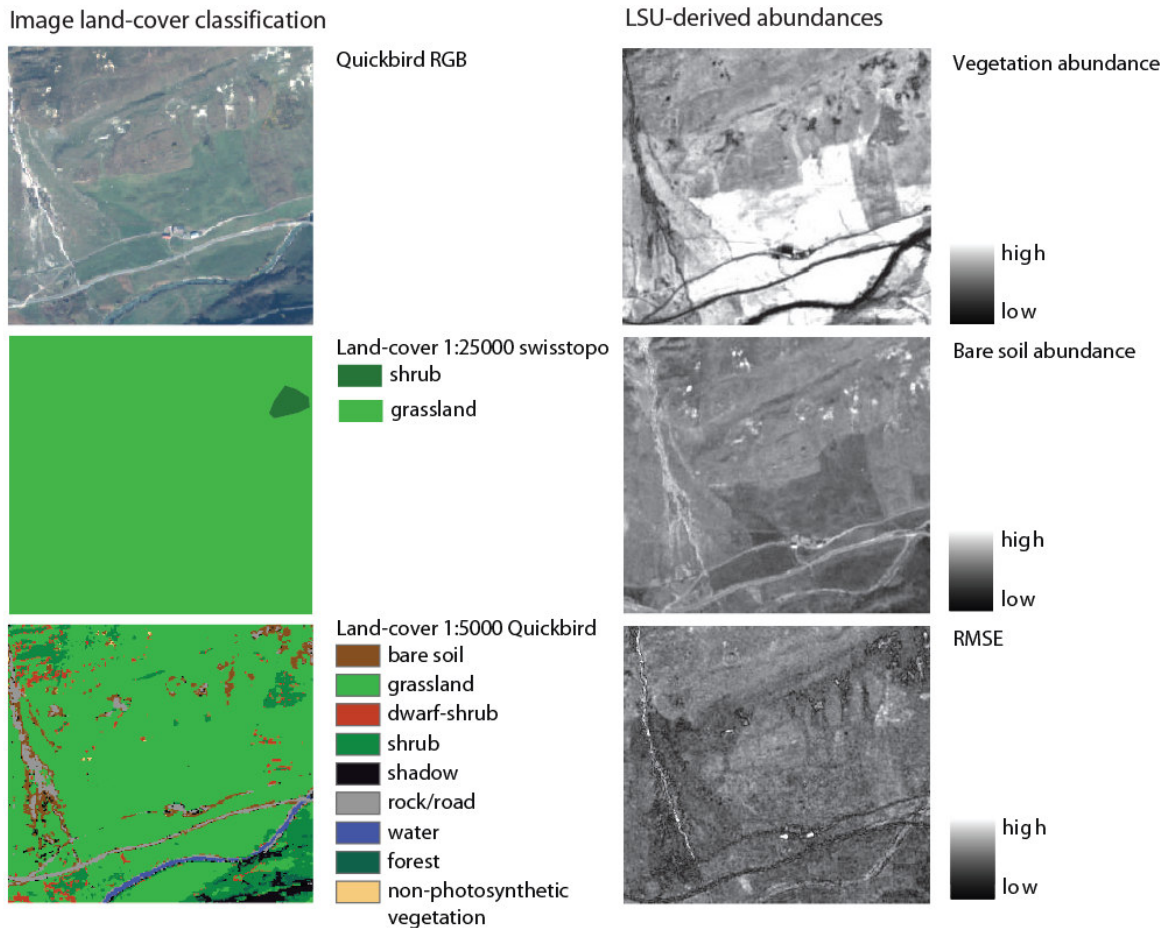 Image land-cover classification
Quickbird RGB
Land-cover 1:25000 swisstopo
shrub
grassland
Land-cover 1:5000 Quickbird
bare soil
grassland
dwarf-shrub
shrub
shadow
rock/road
water
forest
non-photosynthetic
vegetation
LSU-derived abundances
Vegetation abundance
high
low
Bare soil abundance
high
low
RMSE
high
low